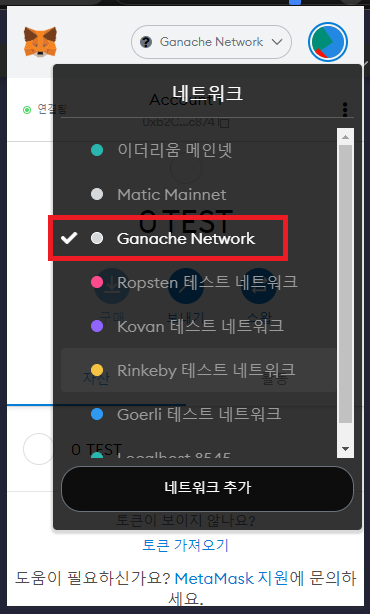 Ganache Network
네트워크
연결됨
Account
0xb2C...c874
이더리움 메인넷
Matic Mainnet
0 TEST
Ganache Network
Ropsten 테스트 네트워크
구매
보내기
스왑
Kovan 테스트 네트워크
Rinkeby 테스트 네트워크
자산
활동
Goerli 테스트 네트워크
0 TEST
Localhost 8545
네트워크 추가
토큰이 보이지 않나요?
토큰 가져오기
도움이 필요하신가요? MetaMask 지원에 문의하
세요.